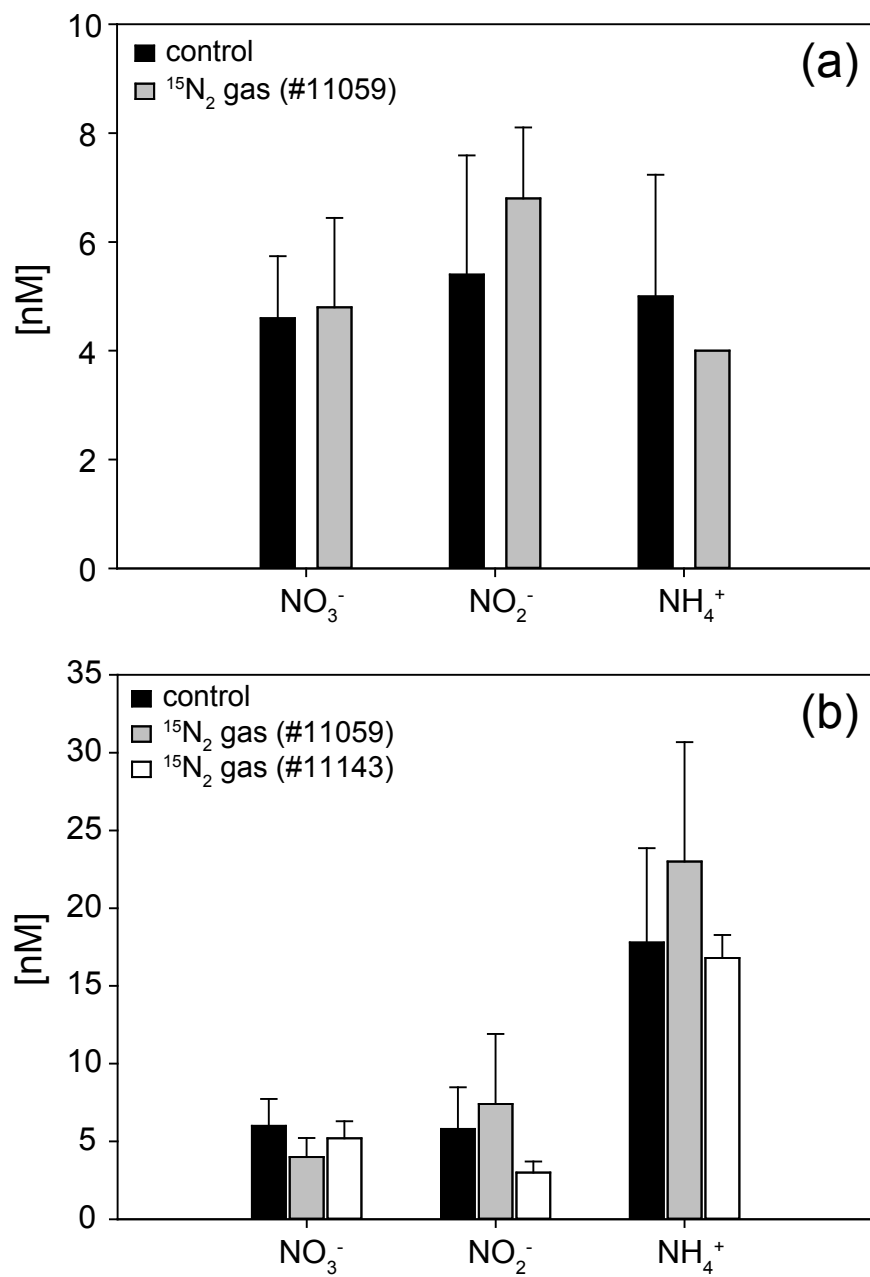 10
8
6
4
2
0
[nM]
control
¹⁵N₂ gas (#11059)
(a)
NO₃⁻ NO₂⁻ NH₄⁺
35
30
25
20
15
10
5
0
[nM]
control
¹⁵N₂ gas (#11059)
¹⁵N₂ gas (#11143)
(b)
NO₃⁻ NO₂⁻ NH₄⁺